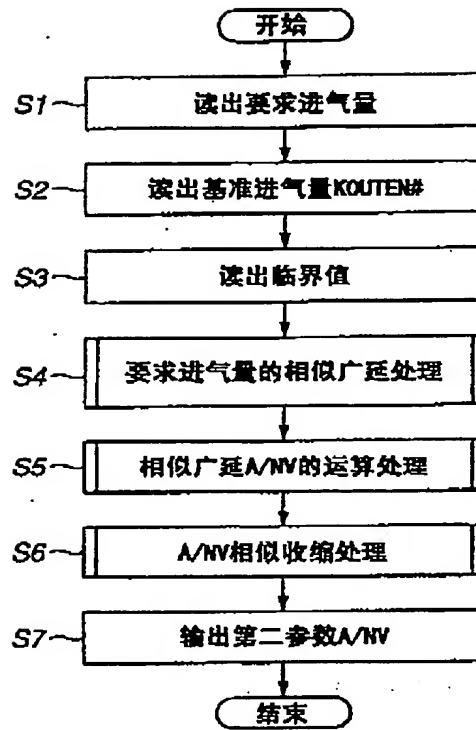 开始
S1 读出要求进气量
S2 读出基准进气量KOUTEN#
S3 读出临界值
S4 要求进气量的相似广延处理
S5 相似广延A/NV的运算处理
S6 A/NV相似收缩处理
S7 输出第二参数A/NV
结束